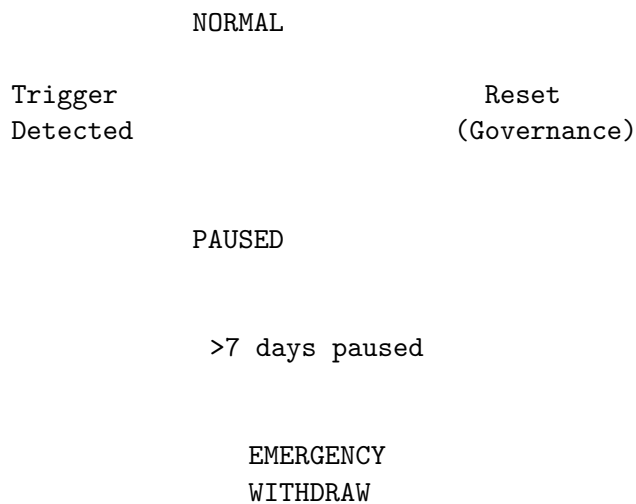 NORMAL
Trigger Reset
Detected (Governance)
PAUSED
>7 days paused
EMERGENCY
WITHDRAW